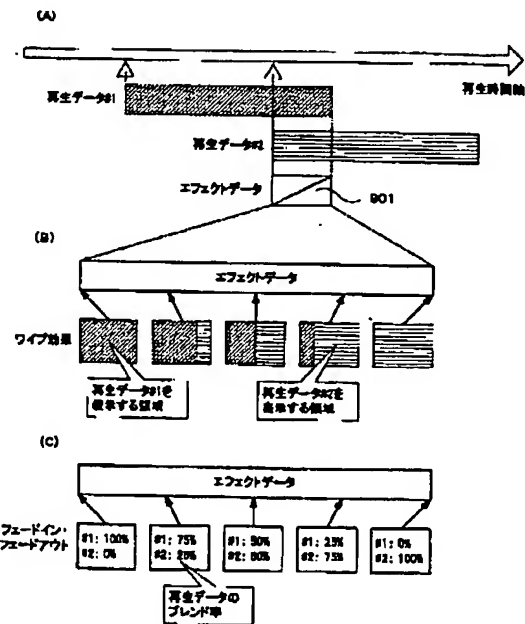 (A)
再生時間軸
再生データ#1
再生データ#2
エフェクトデータ
901
(B)
エフェクトデータ
ワイプ効果
再生データ#1を
表示する領域
再生データ#2を
表示する領域
(C)
エフェクトデータ
フェードイン・
フェードアウト
#1: 100%
#2: 0%
#1: 75%
#2: 25%
#1: 50%
#2: 50%
#1: 25%
#2: 75%
#1: 0%
#2: 100%
再生データの
ブレンド率